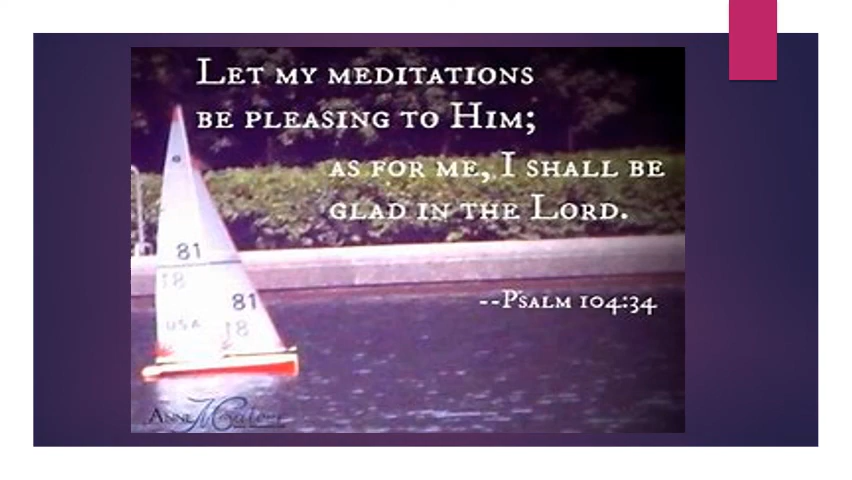 Let my meditations
be pleasing to Him;
as for me, I shall be
glad in the Lord.
--Psalm 104:34
81
81
18
USA
18
Anne